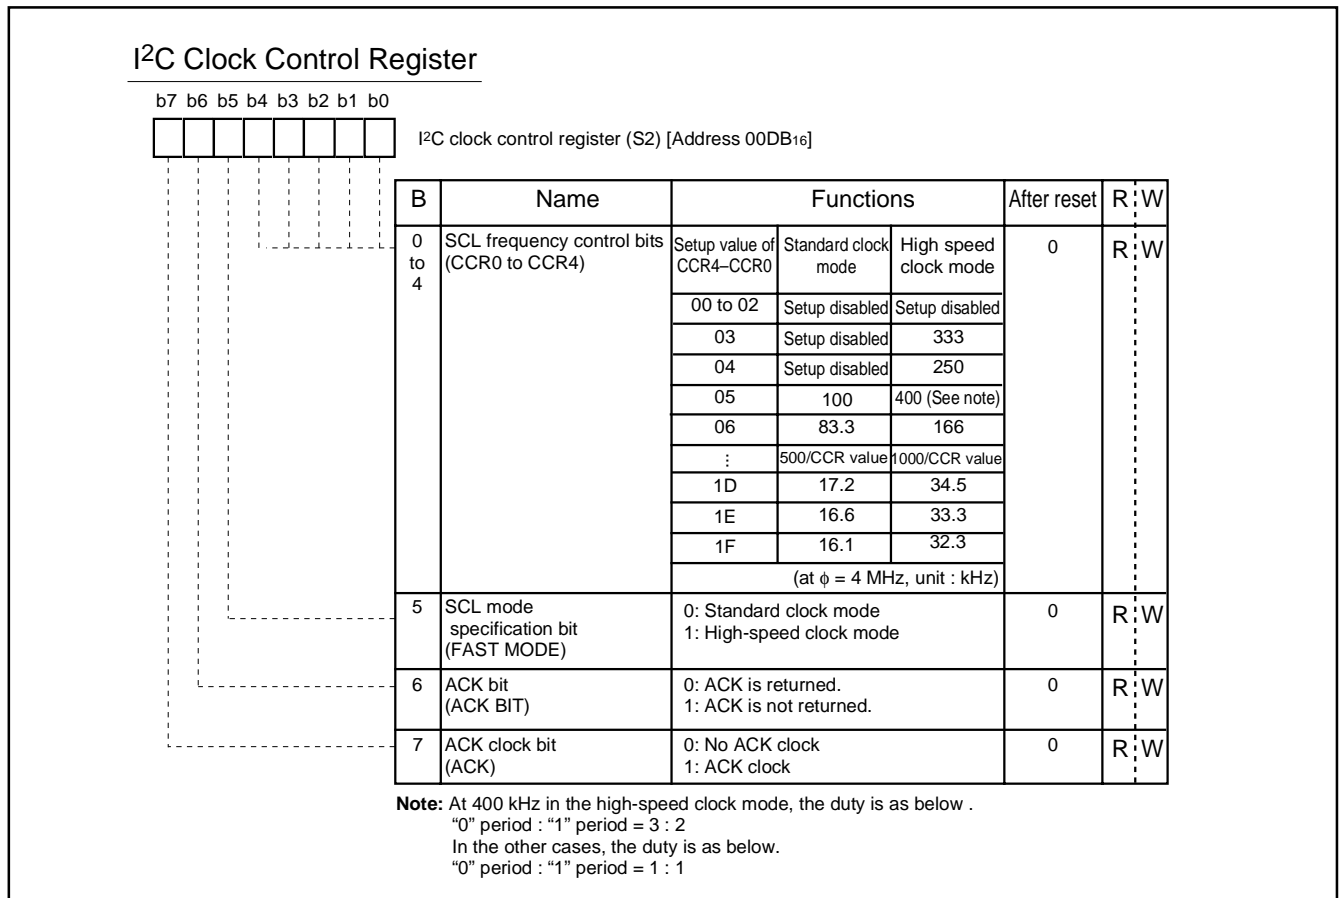 I2C Clock Control Register
b7 b6 b5 b4 b3 b2 b1 b0
I2C clock control register (S2) [Address 00DB16]
B Name Functions After reset R W
0 to 4 SCL frequency control bits (CCR0 to CCR4) 0 R W
Setup value of CCR4–CCR0 Standard clock mode High speed clock mode
00 to 02 Setup disabled Setup disabled
03 Setup disabled 333
04 Setup disabled 250
05 100 400 (See note)
06 83.3 166
⋮ 500/CCR value 1000/CCR value
1D 17.2 34.5
1E 16.6 33.3
1F 16.1 32.3
(at ϕ = 4 MHz, unit : kHz)
5 SCL mode 0: Standard clock mode 0 R W
specification bit 1: High-speed clock mode
(FAST MODE)
6 ACK bit 0: ACK is returned. 0 R W
(ACK BIT) 1: ACK is not returned.
7 ACK clock bit 0: No ACK clock 0 R W
(ACK) 1: ACK clock
Note: At 400 kHz in the high-speed clock mode, the duty is as below .
“0” period : “1” period = 3 : 2
In the other cases, the duty is as below.
“0” period : “1” period = 1 : 1